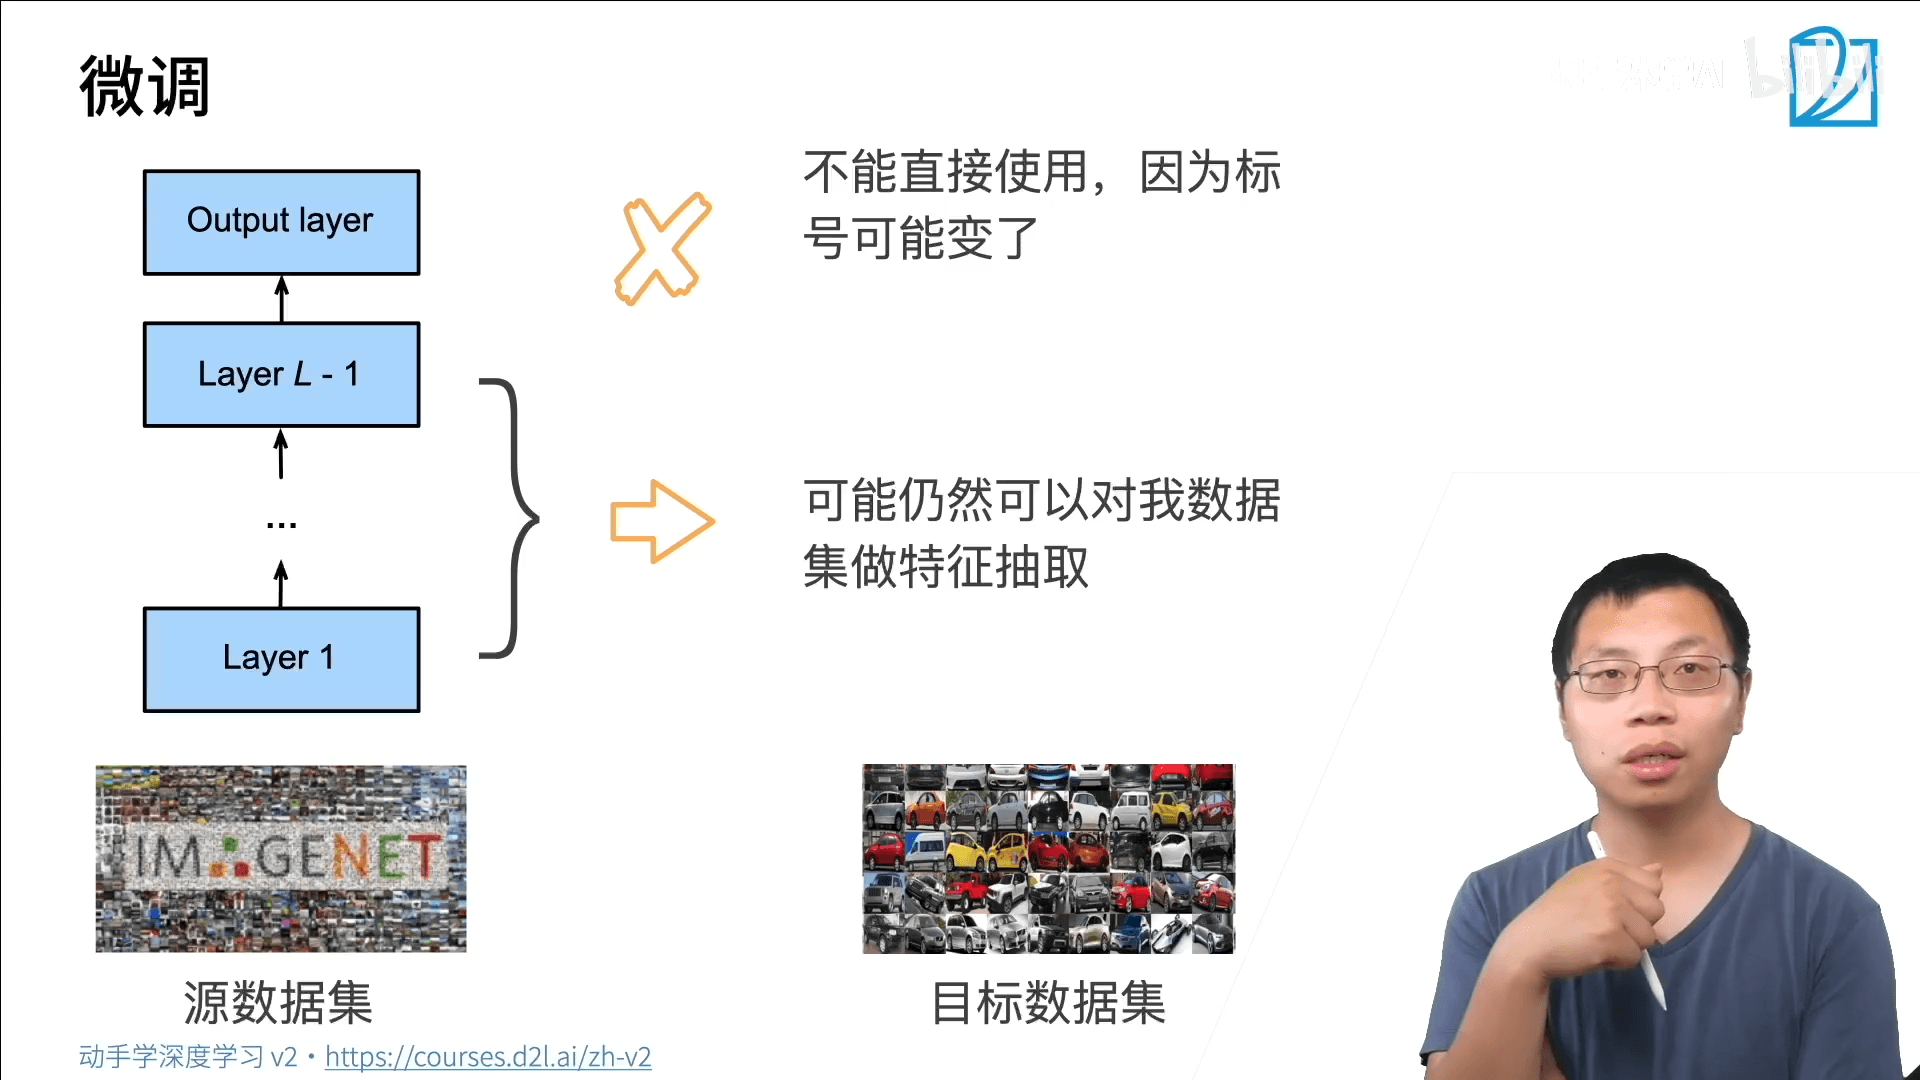 微调
bilibili
Output layer
不能直接使用，因为标
号可能变了
Layer L - 1
...
可能仍然可以对我数据
集做特征抽取
Layer 1
IMAGENET
源数据集
目标数据集
动手学深度学习 v2 · https://courses.d2l.ai/zh-v2